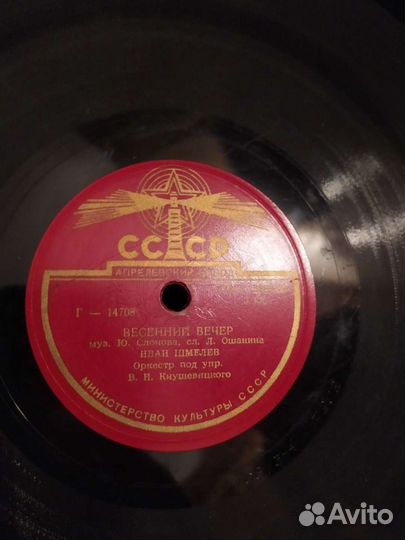 СССР
АПРЕЛЕВСКИЙ ЗАВОД
Г — 14708
ВЕСЕННИЙ ВЕЧЕР
муз. Ю. Слонова, сл. Л. Ошанина
ИВАН ШМЕЛЕВ
Оркестр под упр.
В. Н. Кнушевицкого
МИНИСТЕРСТВО КУЛЬТУРЫ СССР
Avito